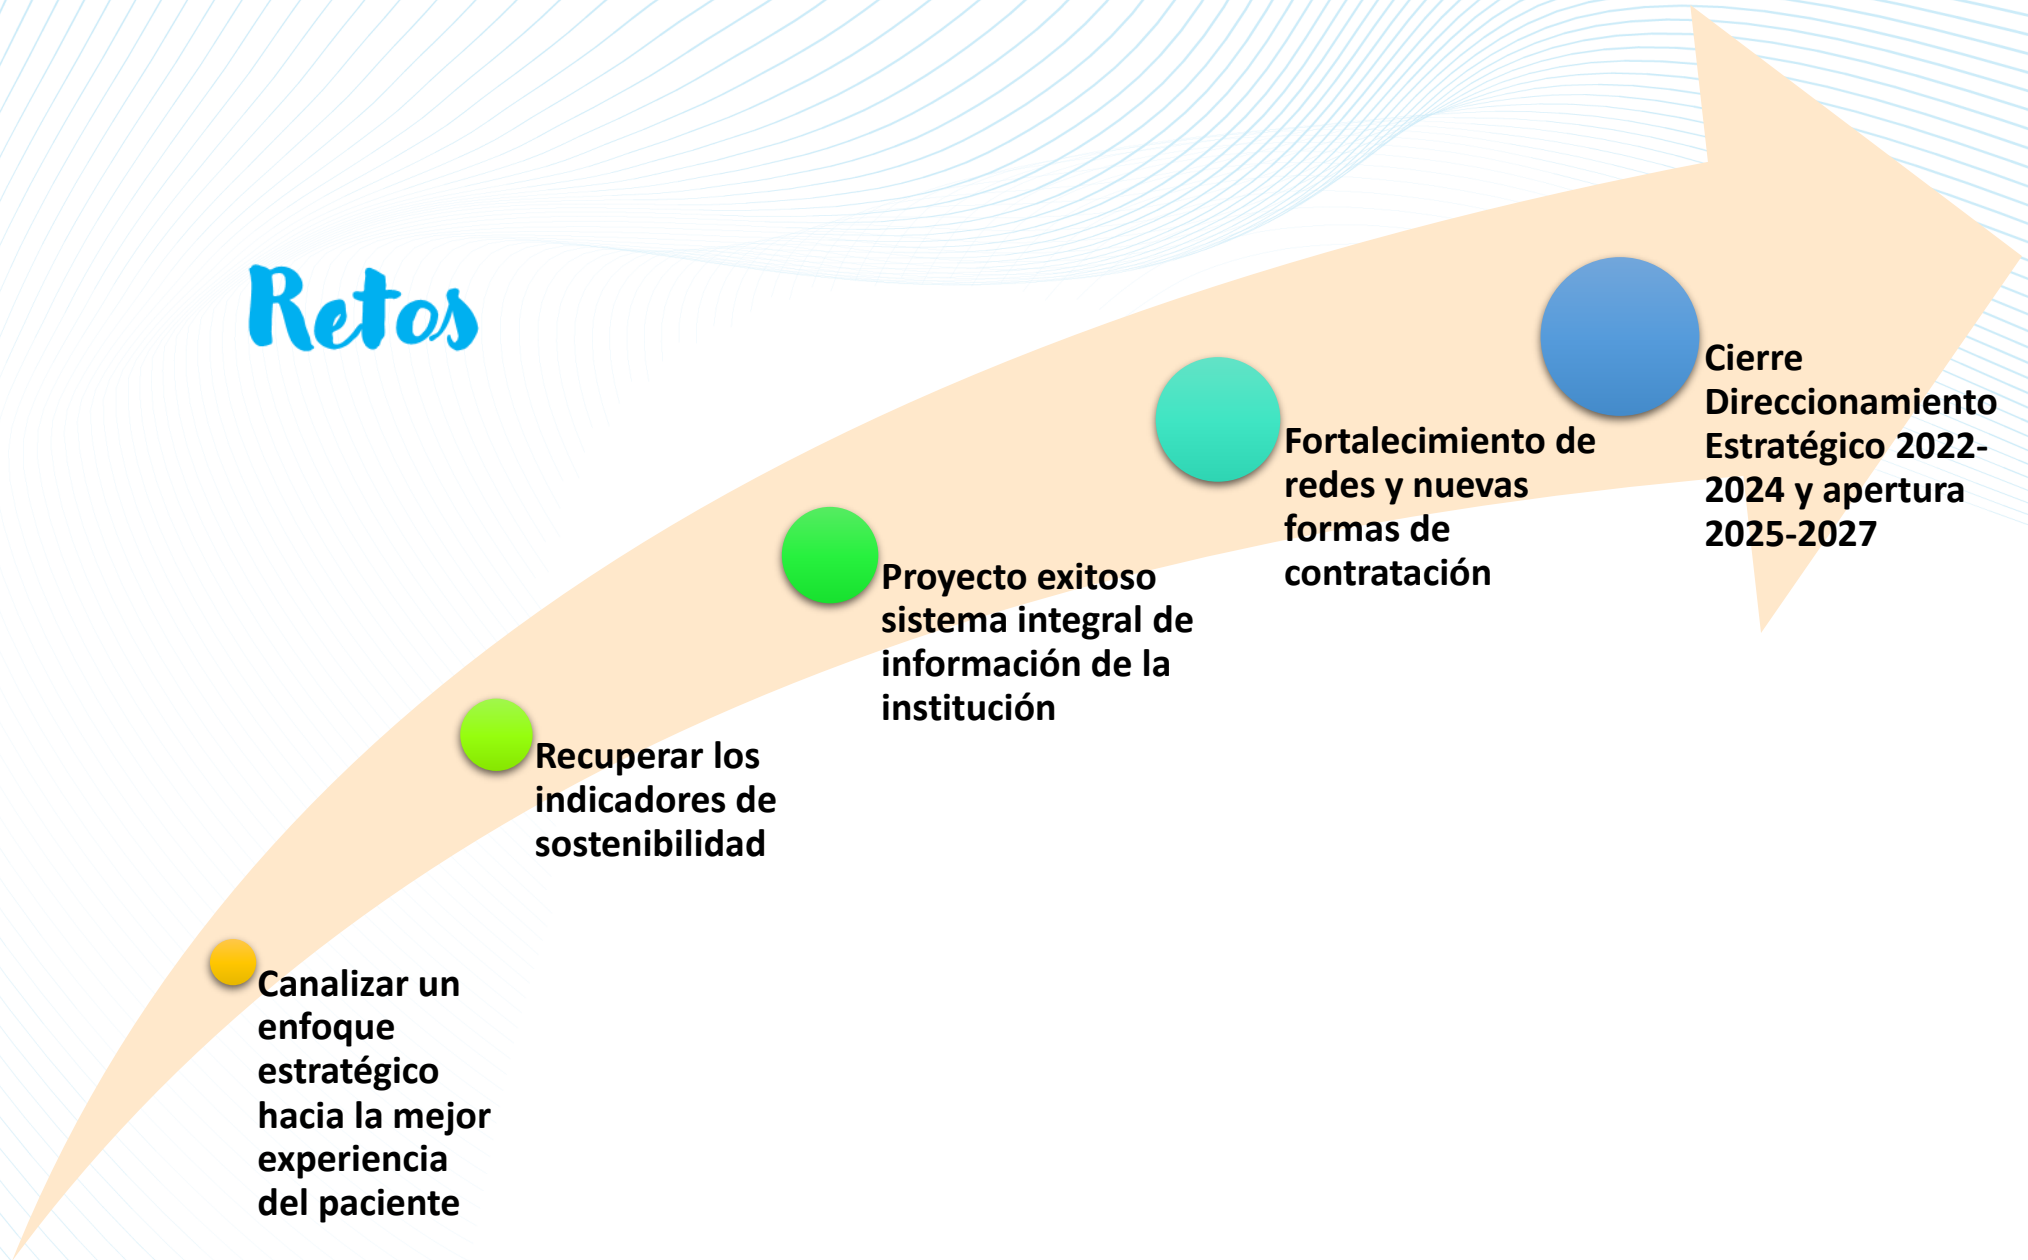 Retos
Canalizar un
enfoque
estratégico
hacia la mejor
experiencia
del paciente
Recuperar los
indicadores de
sostenibilidad
Proyecto exitoso
sistema integral de
información de la
institución
Fortalecimiento de
redes y nuevas
formas de
contratación
Cierre
Direccionamiento
Estratégico 2022-
2024 y apertura
2025-2027